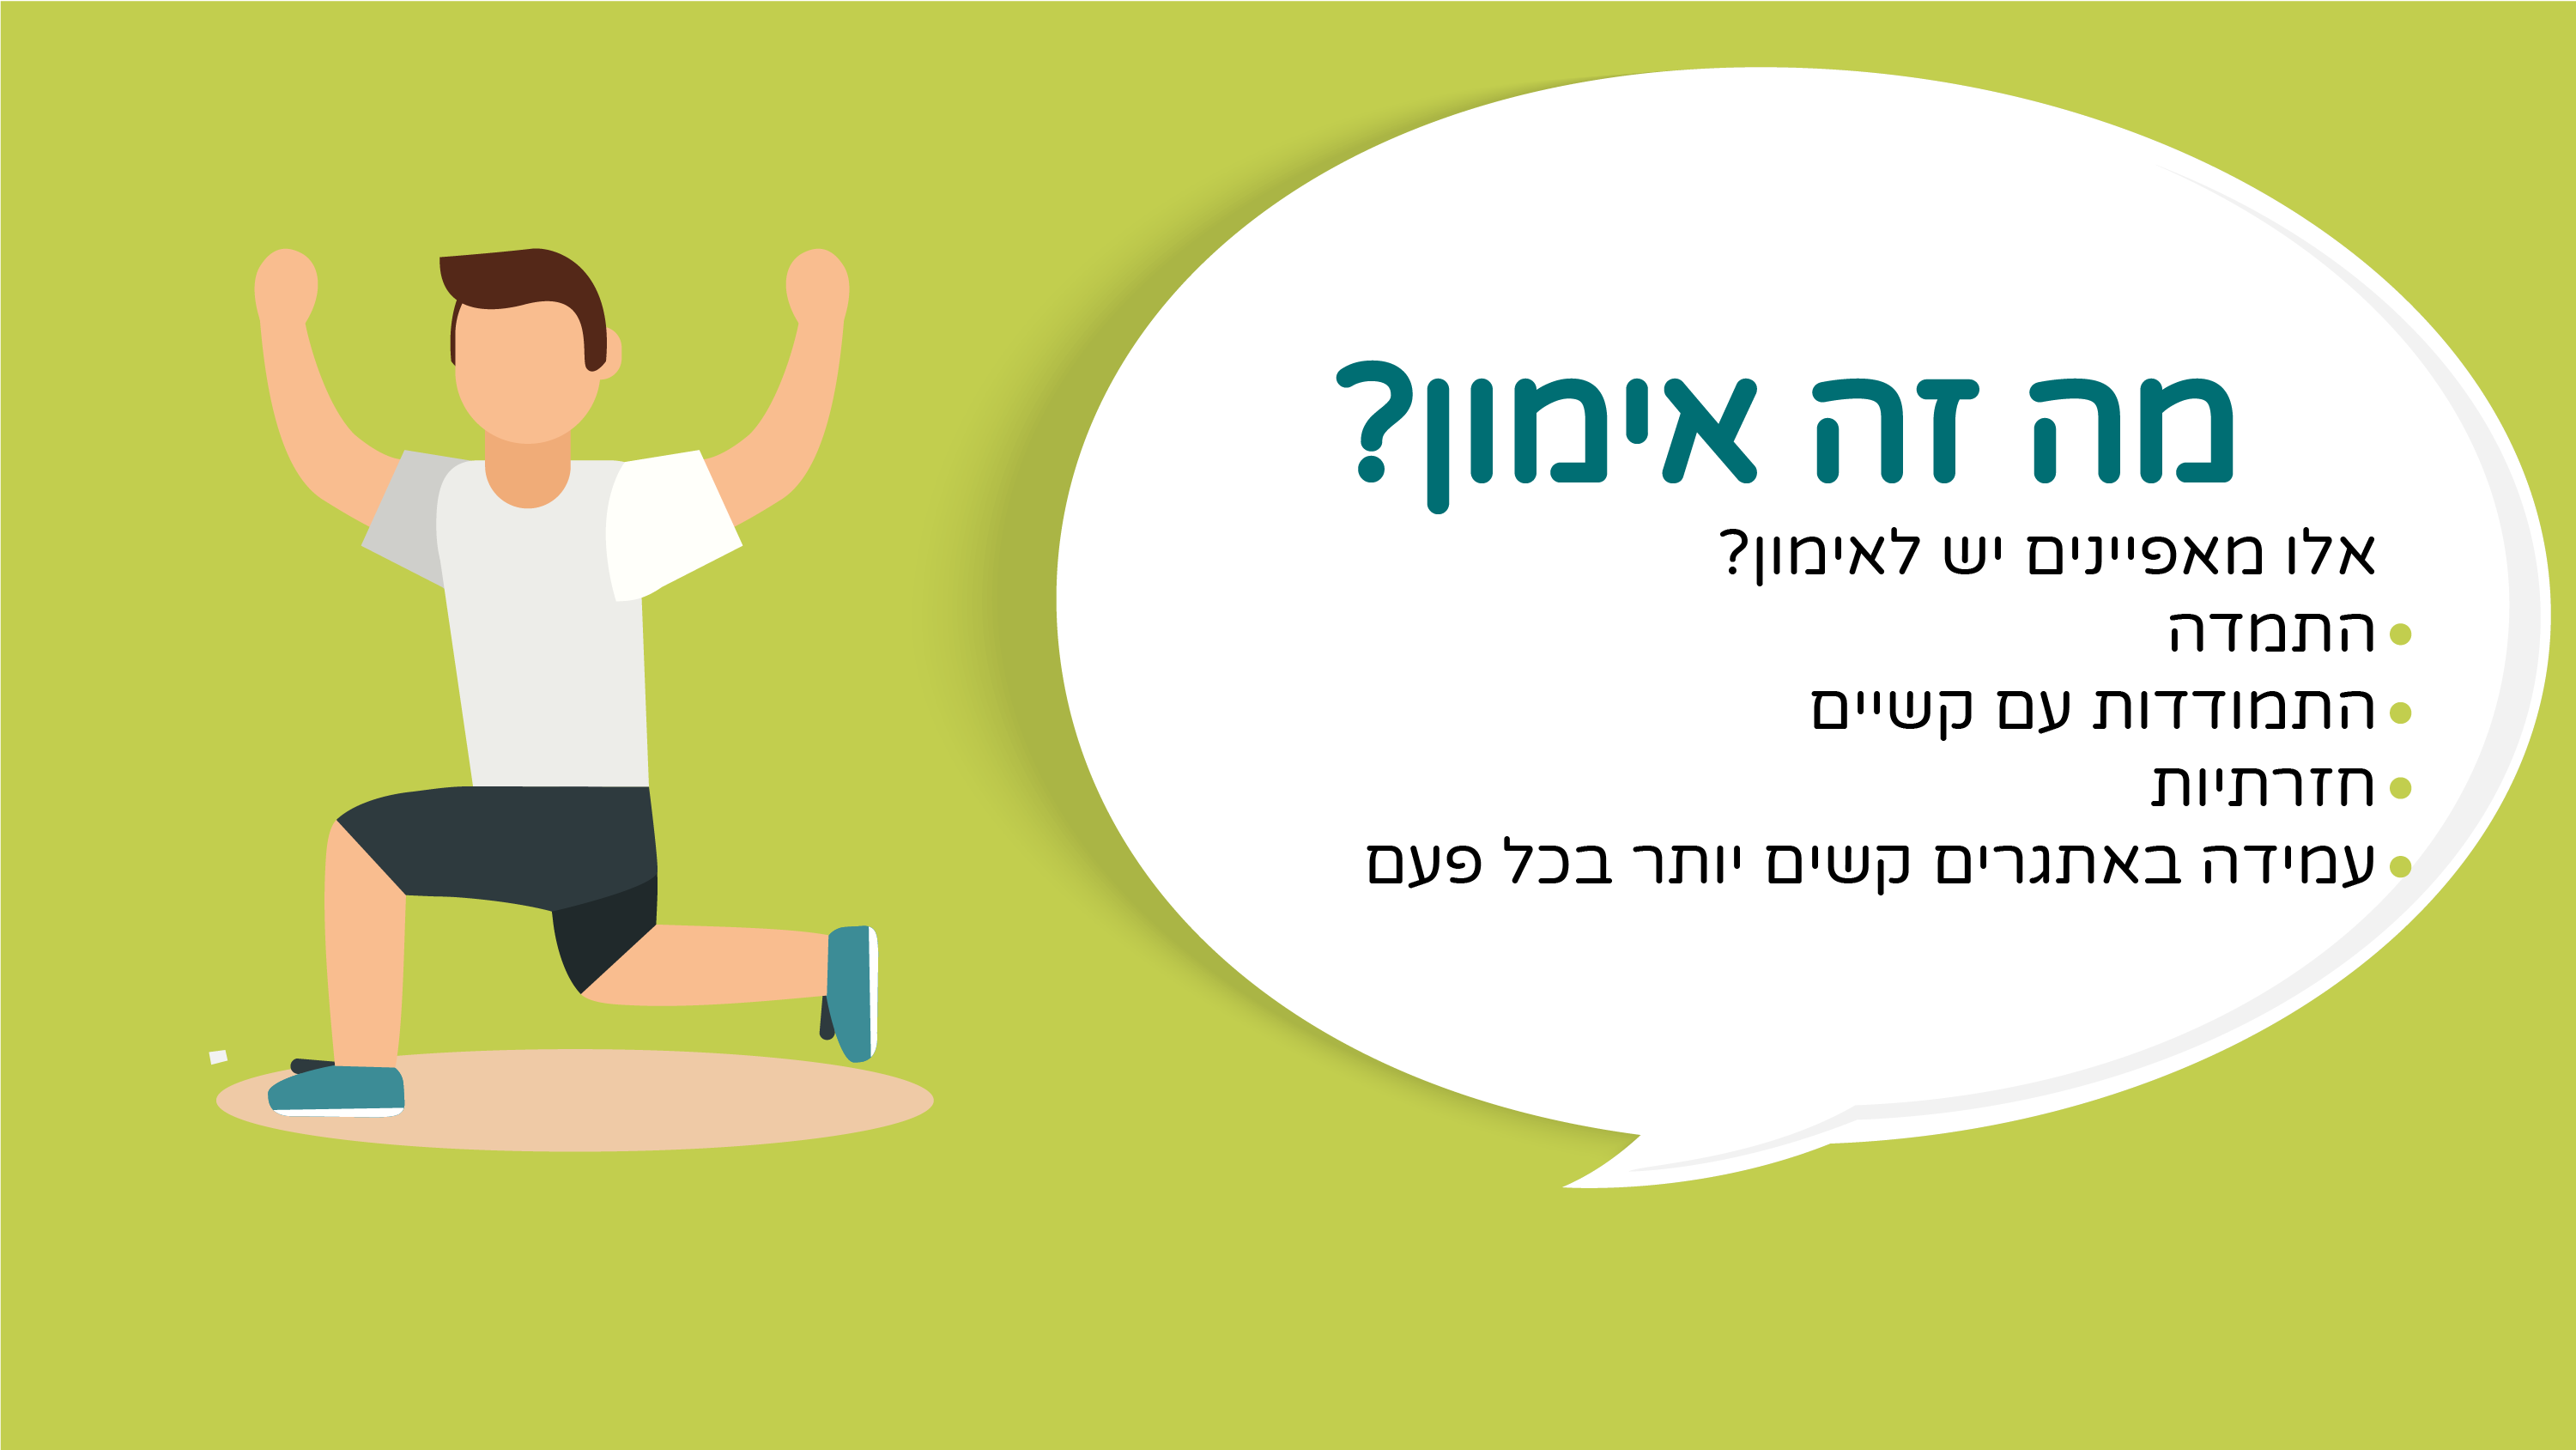 מה זה אימון?
אלו מאפיינים יש לאימון?
• התמדה
• התמודדות עם קשיים
• חזרתיות
• עמידה באתגרים קשים יותר בכל פעם